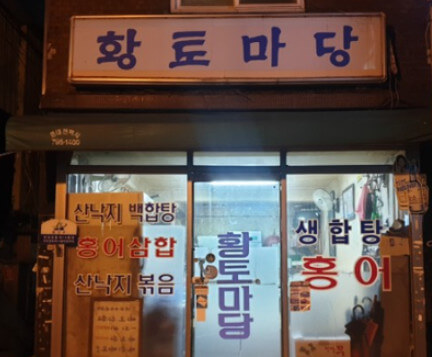 황토마당
산낙지 백합탕
홍어삼합
산낙지 볶음
황토마당
생합탕
홍어